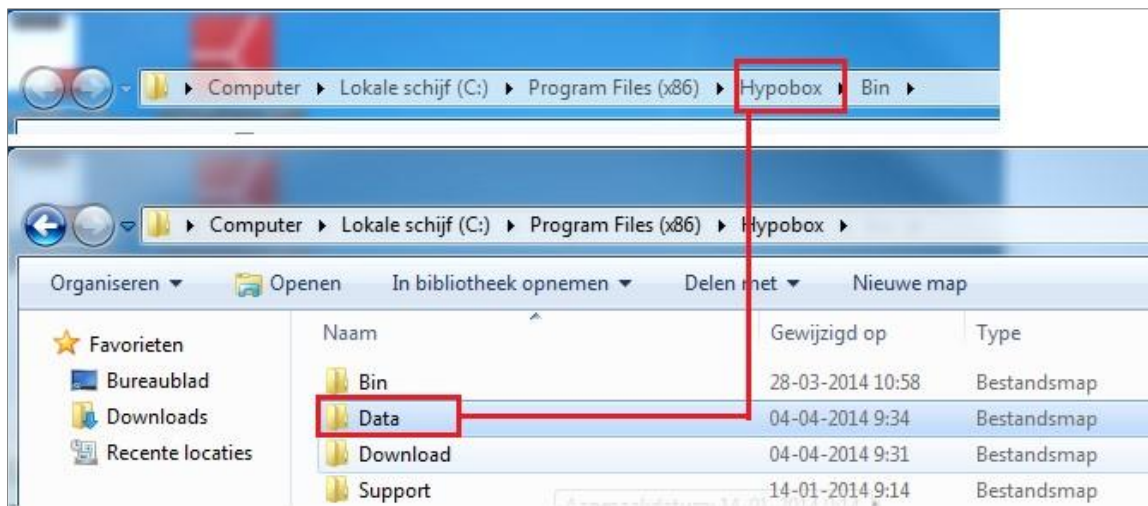 Computer ▸ Lokale schijf (C:) ▸ Program Files (x86) ▸ Hypobox ▸ Bin ▸
Computer ▸ Lokale schijf (C:) ▸ Program Files (x86) ▸ Hypobox ▸
Organiseren ▾ Openen In bibliotheek opnemen ▾ Delen met ▾ Nieuwe map
Favorieten
Bureaublad
Downloads
Recente locaties
Naam Gewijzigd op Type
Bin 28-03-2014 10:58 Bestandsmap
Data 04-04-2014 9:34 Bestandsmap
Download 04-04-2014 9:31 Bestandsmap
Support 14-01-2014 9:14 Bestandsmap